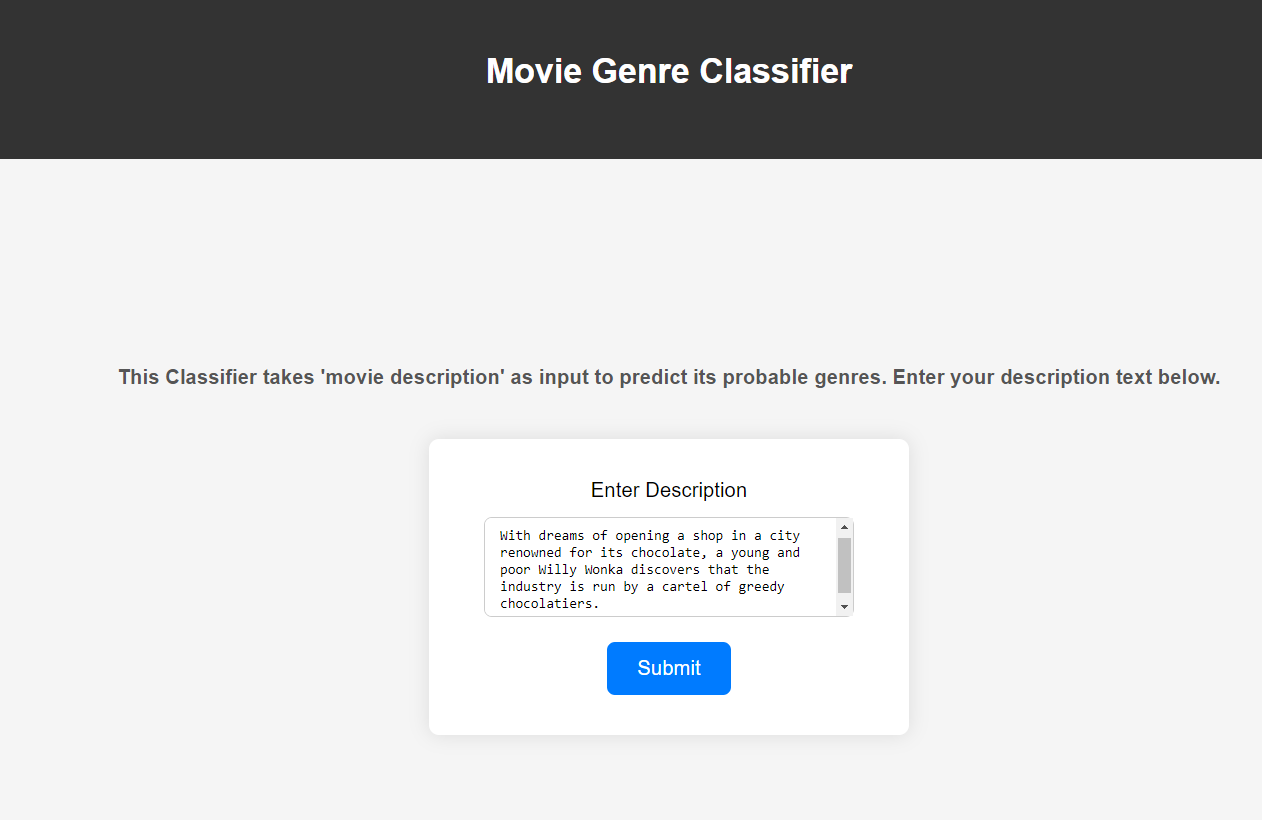 Movie Genre Classifier
This Classifier takes 'movie description' as input to predict its probable genres. Enter your description text below.
Enter Description
With dreams of opening a shop in a city
renowned for its chocolate, a young and
poor Willy Wonka discovers that the
industry is run by a cartel of greedy
chocolatiers.
Submit